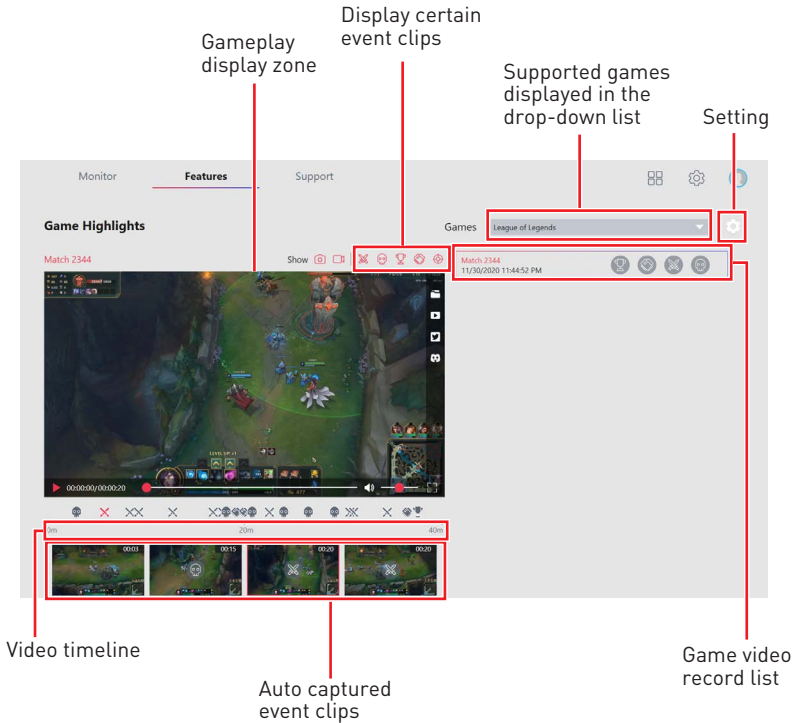 Display certain
event clips
Gameplay
display zone
Supported games
displayed in the
drop-down list
Setting
Monitor
Features
Support
Game Highlights
Games
League of Legends
Match 2344
Show
Match 2344
11/30/2020 11:44:52 PM
LEVEL UP! +1
00:00:00/00:00:20
0m
20m
40m
00:03
00:15
00:20
00:20
Video timeline
Auto captured
event clips
Game video
record list